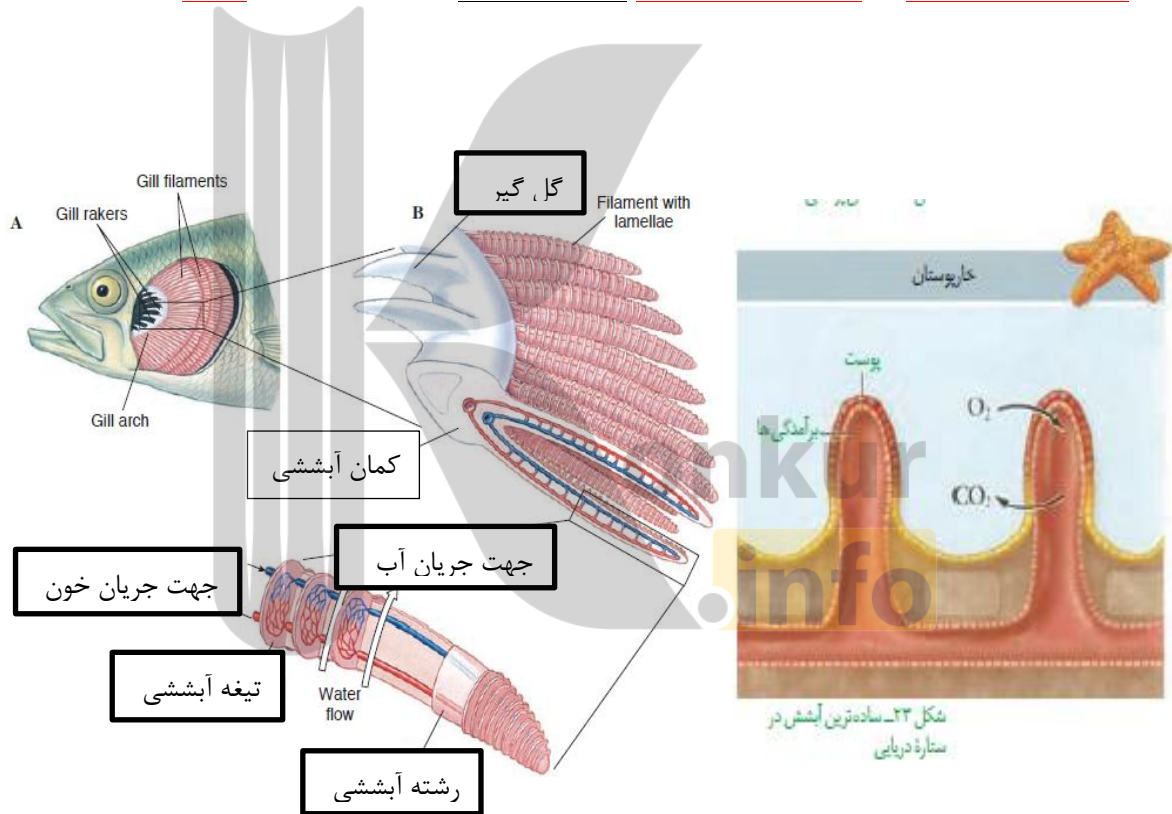 A
Gill filaments
Gill rakers
Gill arch
B
گل گیر
Filament with
lamellae
کمان آبششی
جهت جریان آب
جهت جریان خون
تیغه آبششی
Water
flow
رشته آبششی
خارپوستان
پوست
برآمدگی‌ها
O₂
CO₂
شکل ۲۳ـ ساده‌ترین آبشش در
ستارهٔ دریایی
onkur
.info